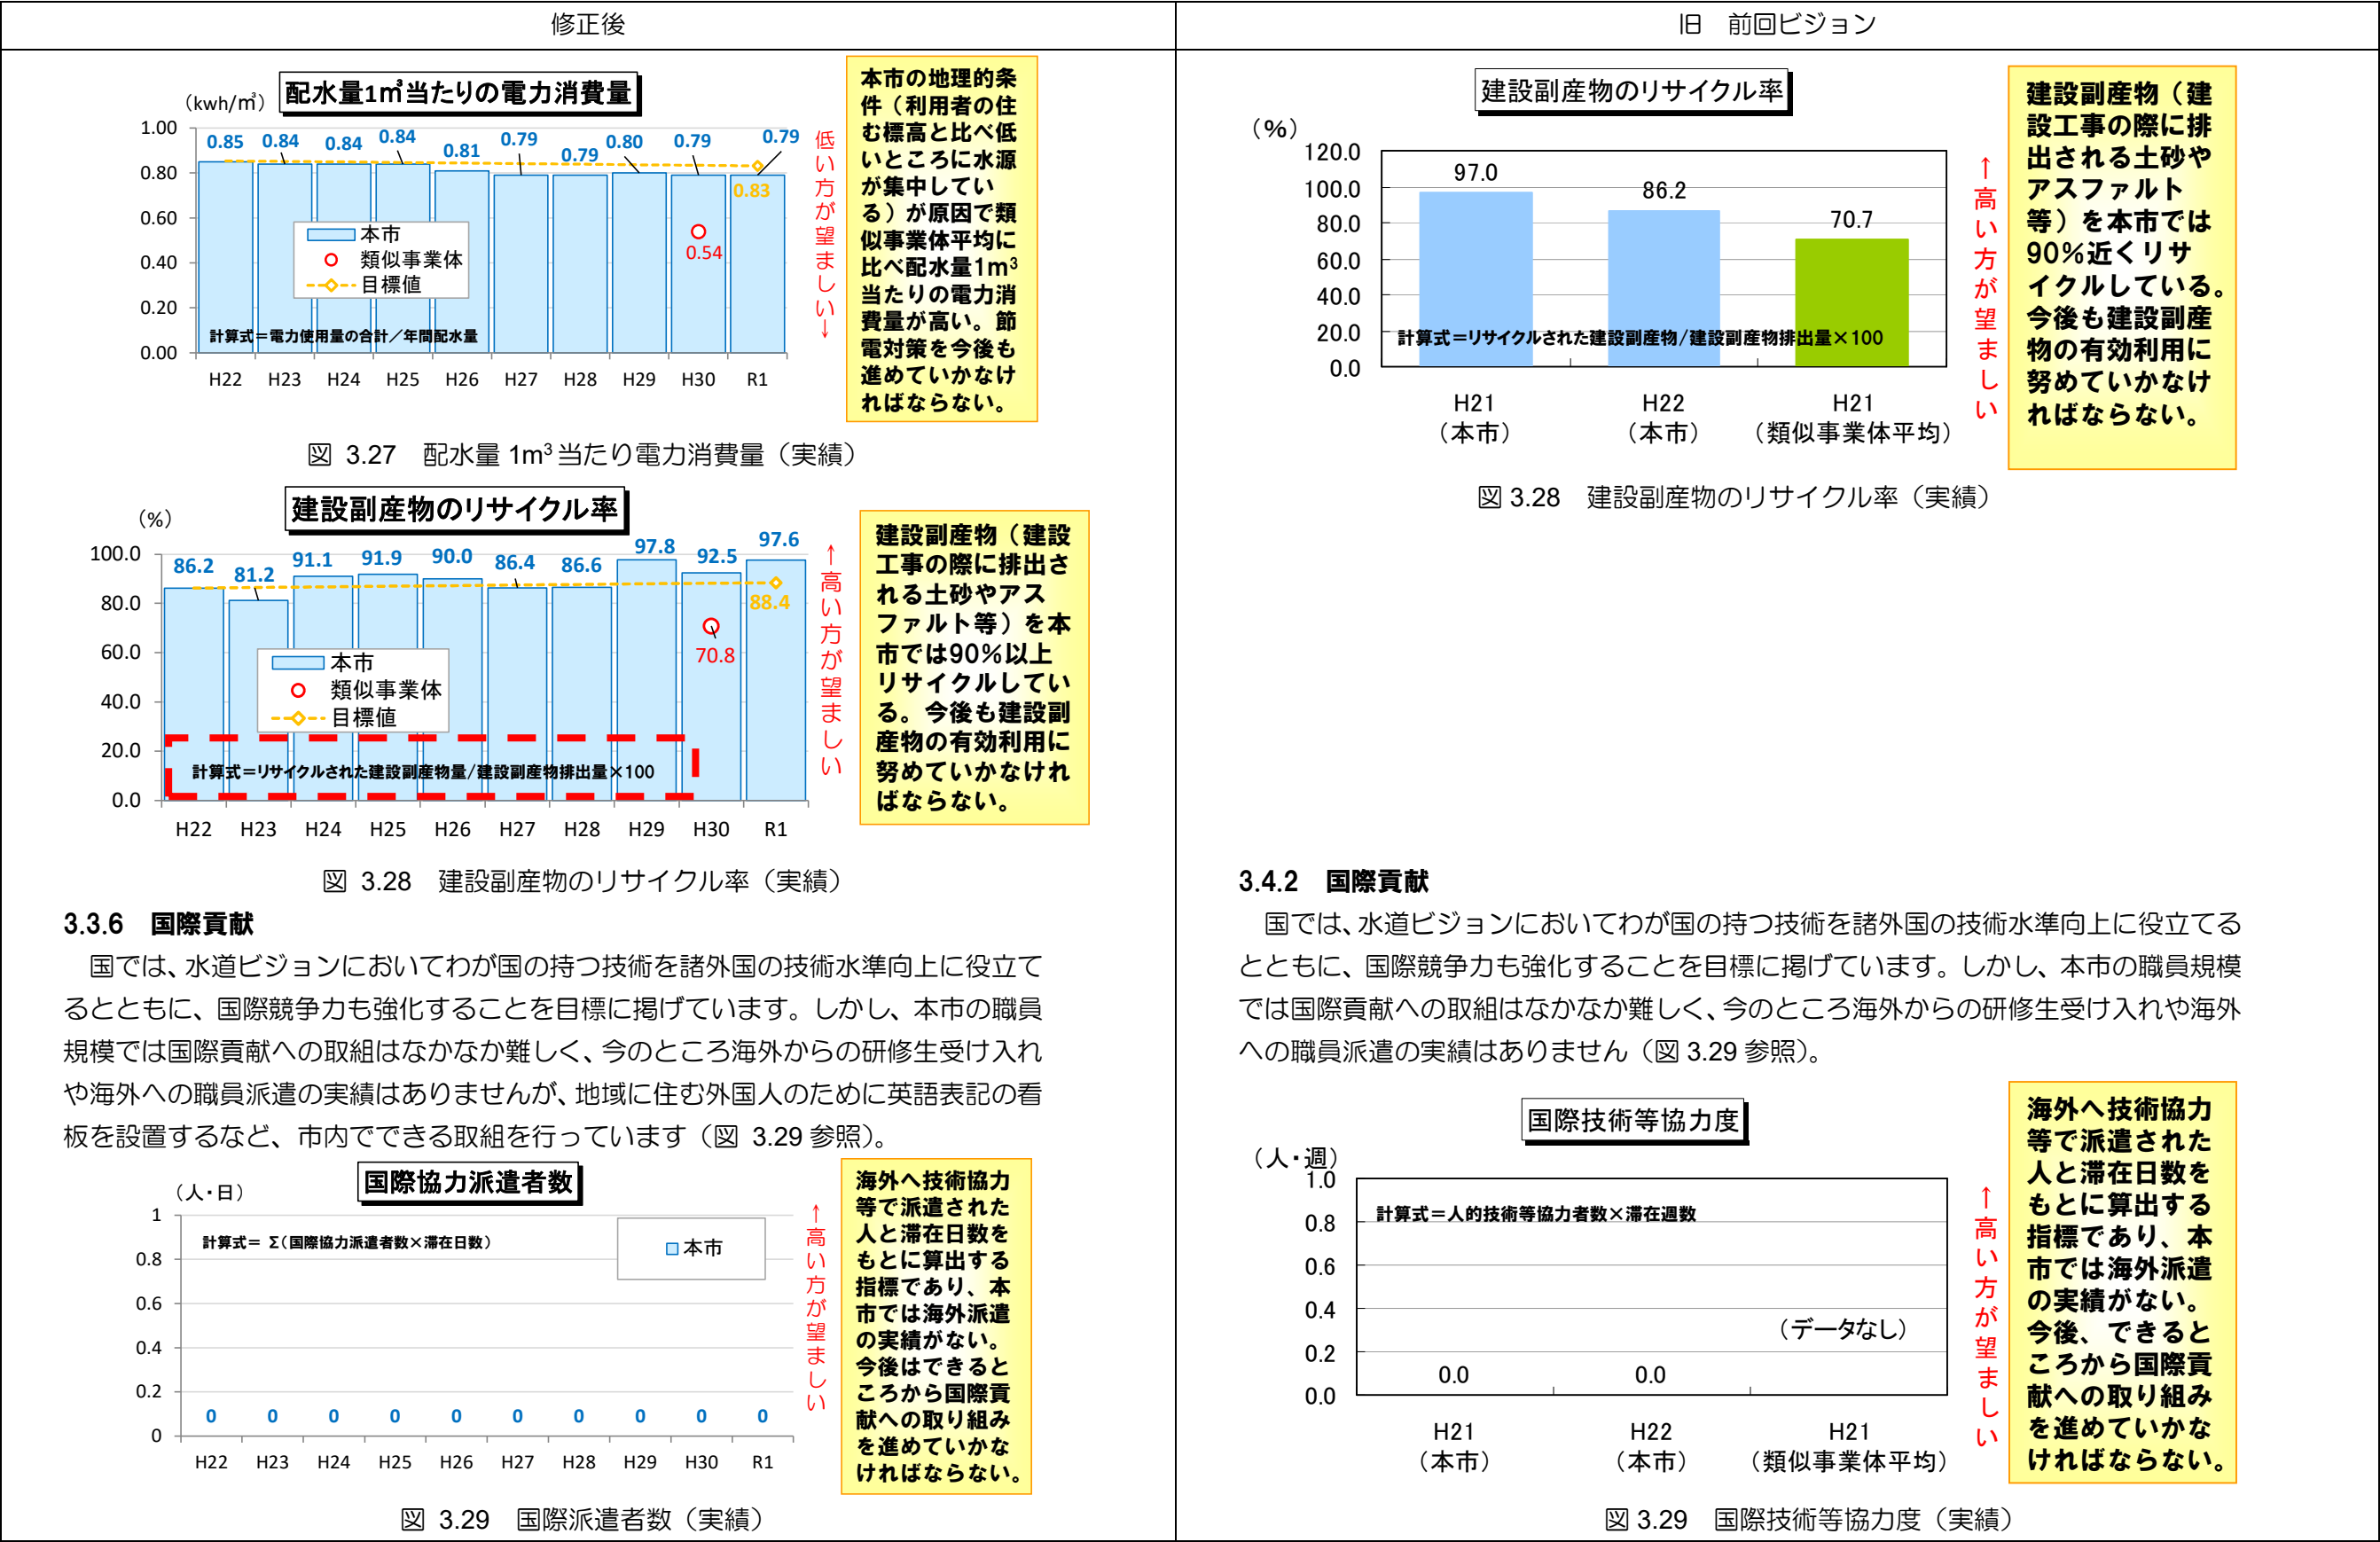 修正後
旧　前回ビジョン
配水量1㎥当たりの電力消費量
（kwh/㎥）
1.00
0.80
0.60
0.40
0.20
0.00
0.85
0.84
0.84
0.84
0.81
0.79
0.79
0.80
0.79
0.79
0.83
0.54
本市
類似事業体
目標値
計算式＝電力使用量の合計／年間配水量
H22 H23 H24 H25 H26 H27 H28 H29 H30 R1
低い方が望ましい↓
本市の地理的条
件（利用者の住
む標高と比べ低
いところに水源
が集中してい
る）が原因で類
似事業体平均に
比べ配水量1m³
当たりの電力消
費量が高い。節
電対策を今後も
進めていかなけ
ればならない。
図 3.27　配水量 1m³ 当たり電力消費量（実績）
建設副産物のリサイクル率
（%）
100.0
80.0
60.0
40.0
20.0
0.0
86.2
81.2
91.1
91.9
90.0
86.4
86.6
97.8
92.5
97.6
88.4
70.8
本市
類似事業体
目標値
計算式＝リサイクルされた建設副産物量/建設副産物排出量×100
H22 H23 H24 H25 H26 H27 H28 H29 H30 R1
↑高い方が望ましい
建設副産物（建設
工事の際に排出さ
れる土砂やアス
ファルト等）を本
市では90%以上
リサイクルしてい
る。今後も建設副
産物の有効利用に
努めていかなけれ
ばならない。
図 3.28　建設副産物のリサイクル率（実績）
3.3.6　国際貢献
国では、水道ビジョンにおいてわが国の持つ技術を諸外国の技術水準向上に役立て
るとともに、国際競争力も強化することを目標に掲げています。しかし、本市の職員
規模では国際貢献への取組はなかなか難しく、今のところ海外からの研修生受け入れ
や海外への職員派遣の実績はありませんが、地域に住む外国人のために英語表記の看
板を設置するなど、市内でできる取組を行っています（図 3.29 参照）。
国際協力派遣者数
（人・日）
1
0.8
0.6
0.4
0.2
0
計算式＝ Σ（国際協力派遣者数×滞在日数）
本市
0 0 0 0 0 0 0 0 0 0
H22 H23 H24 H25 H26 H27 H28 H29 H30 R1
↑高い方が望ましい
海外へ技術協力
等で派遣された
人と滞在日数を
もとに算出する
指標であり、本
市では海外派遣
の実績がない。
今後はできると
ころから国際貢
献への取り組み
を進めていかな
ければならない。
図 3.29　国際派遣者数（実績）
建設副産物のリサイクル率
（%）
120.0
100.0
80.0
60.0
40.0
20.0
0.0
97.0
86.2
70.7
計算式＝リサイクルされた建設副産物/建設副産物排出量×100
H21 H22 H21
（本市） （本市） （類似事業体平均）
↑高い方が望ましい
建設副産物（建
設工事の際に排
出される土砂や
アスファルト
等）を本市では
90%近くリサ
イクルしている。
今後も建設副産
物の有効利用に
努めていかなけ
ればならない。
図 3.28　建設副産物のリサイクル率（実績）
3.4.2　国際貢献
国では、水道ビジョンにおいてわが国の持つ技術を諸外国の技術水準向上に役立てる
とともに、国際競争力も強化することを目標に掲げています。しかし、本市の職員規模
では国際貢献への取組はなかなか難しく、今のところ海外からの研修生受け入れや海外
への職員派遣の実績はありません（図 3.29 参照）。
国際技術等協力度
（人・週）
1.0
0.8
0.6
0.4
0.2
0.0
計算式＝人的技術等協力者数×滞在週数
（データなし）
0.0 0.0
H21 H22 H21
（本市） （本市） （類似事業体平均）
↑高い方が望ましい
海外へ技術協力
等で派遣された
人と滞在日数を
もとに算出する
指標であり、本
市では海外派遣
の実績がない。
今後、できると
ころから国際貢
献への取り組み
を進めていかな
ければならない。
図 3.29　国際技術等協力度（実績）